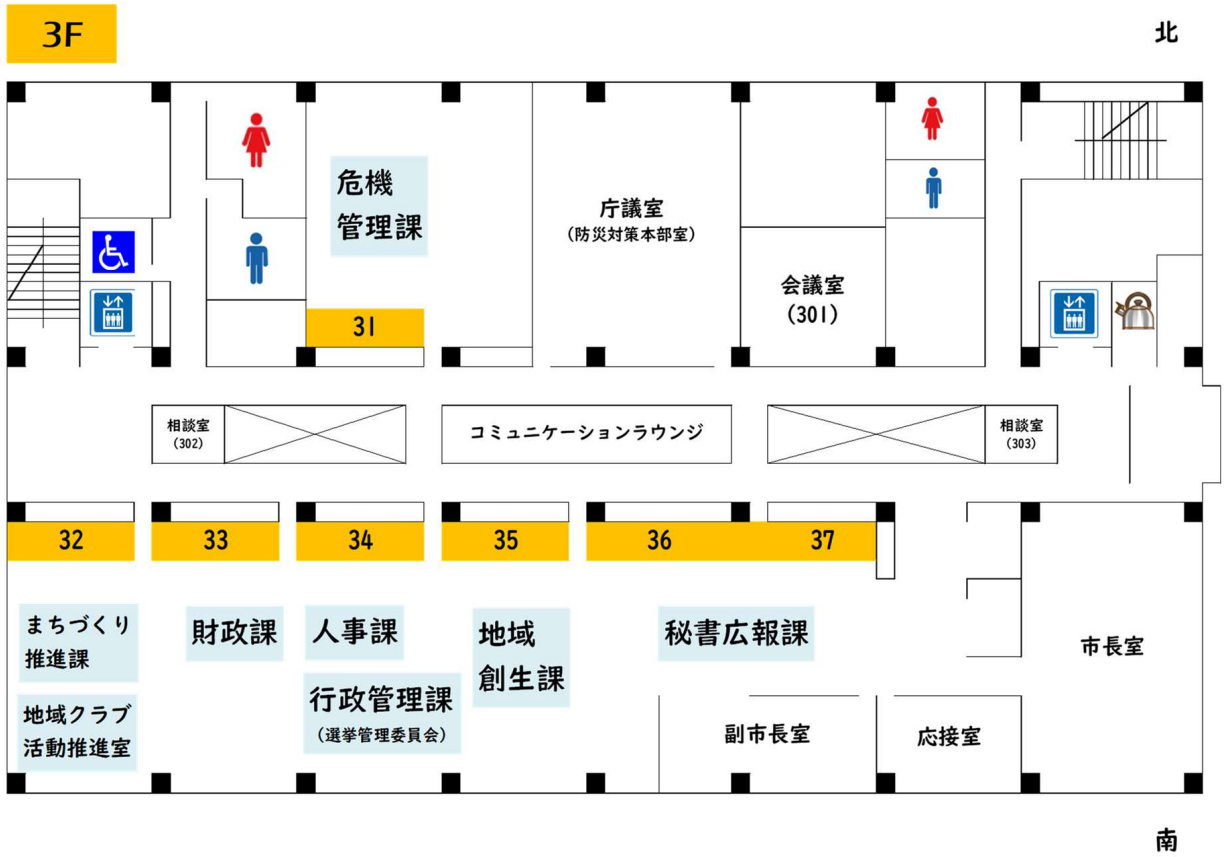 3F
北
危機
管理課
庁議室
(防災対策本部室)
会議室
(301)
31
相談室
(302)
コミュニケーションラウンジ
相談室
(303)
32
33
34
35
36
37
まちづくり
推進課
地域クラブ
活動推進室
財政課
人事課
行政管理課
(選挙管理委員会)
地域
創生課
秘書広報課
副市長室
応接室
市長室
南